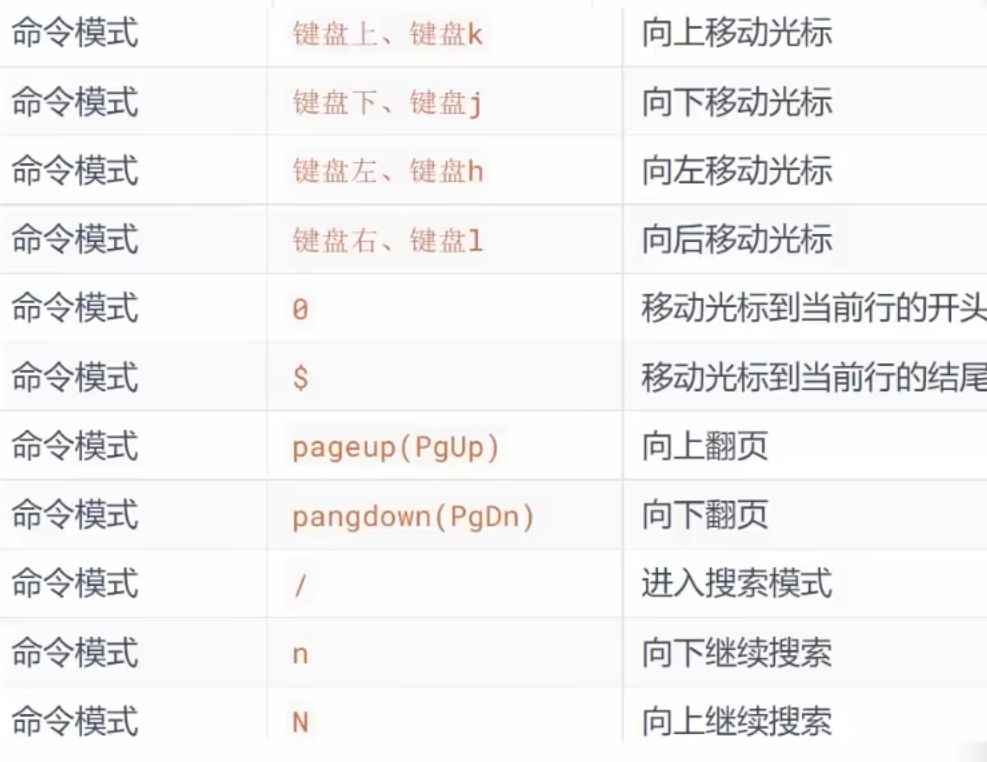 命令模式 键盘上、键盘k 向上移动光标
命令模式 键盘下、键盘j 向下移动光标
命令模式 键盘左、键盘h 向左移动光标
命令模式 键盘右、键盘l 向后移动光标
命令模式 0 移动光标到当前行的开头
命令模式 $ 移动光标到当前行的结尾
命令模式 pageup(PgUp) 向上翻页
命令模式 pangdown(PgDn) 向下翻页
命令模式 / 进入搜索模式
命令模式 n 向下继续搜索
命令模式 N 向上继续搜索